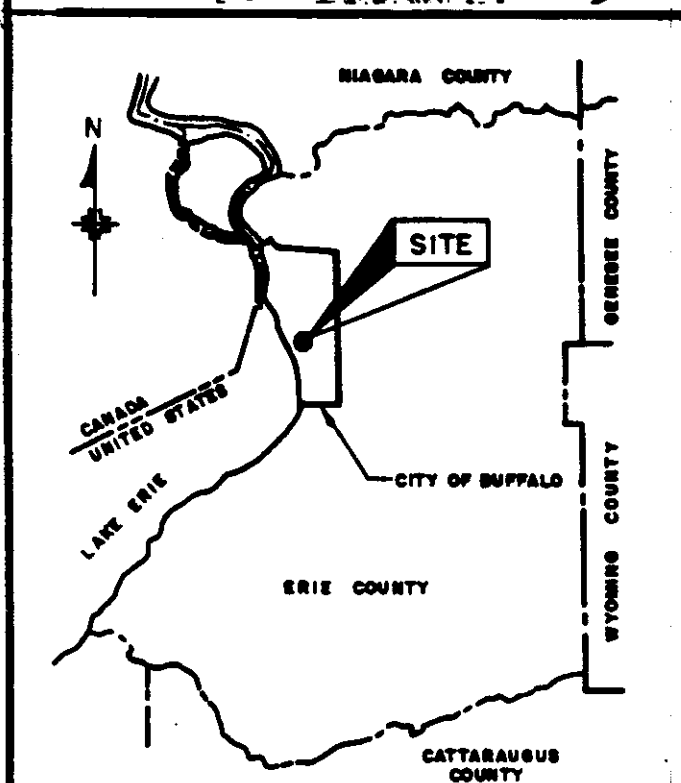 NIAGARA COUNTY
N
GENESEE COUNTY
SITE
CANADA
UNITED STATES
CITY OF BUFFALO
LAKE ERIE
WYOMING COUNTY
ERIE COUNTY
CATTARAUGUS
COUNTY